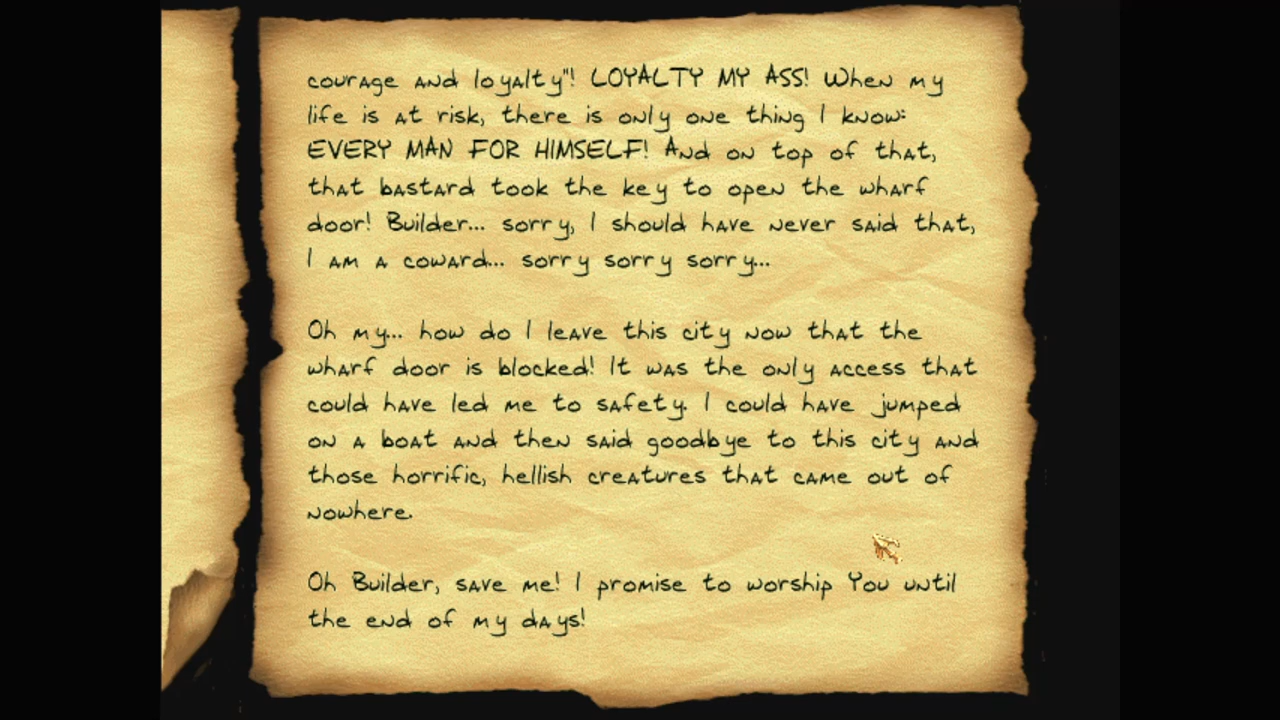 courage and loyalty"! LOYALTY MY ASS! When my
life is at risk, there is only one thing I know:
EVERY MAN FOR HIMSELF! And on top of that,
that bastard took the key to open the wharf
door! Builder... sorry, I should have never said that,
I am a coward... sorry sorry sorry...
Oh my... how do I leave this city now that the
wharf door is blocked! It was the only access that
could have led me to safety. I could have jumped
on a boat and then said goodbye to this city and
those horrific, hellish creatures that came out of
nowhere.
Oh Builder, save me! I promise to worship You until
the end of my days!